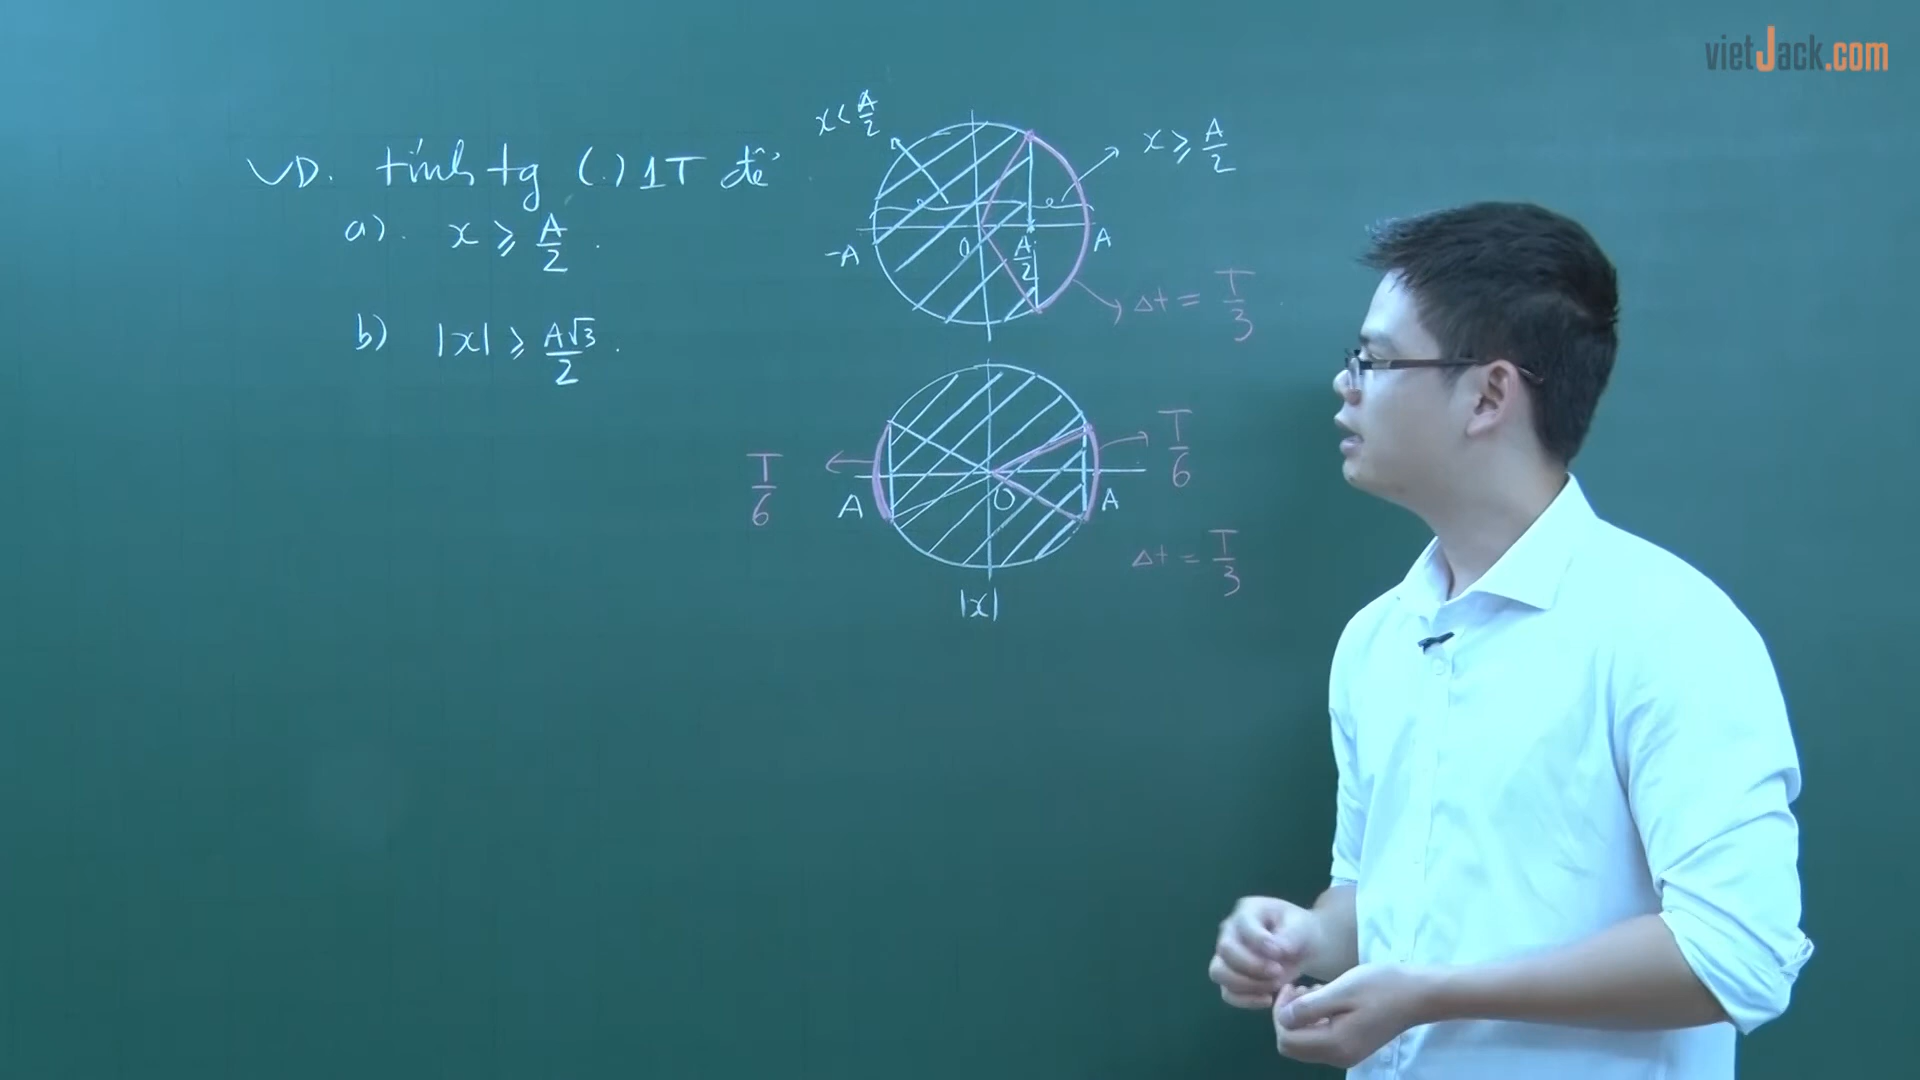 vietJack.com
VD. tính tg (.) 1T để
a). x ⩾ A/2 .
b) |x| ⩾ A√3/2 .
x < A/2
x ⩾ A/2
-A
O
A/2
A
Δt = T/3
T/6
T/6
A
O
A
Δt = T/3
|x|